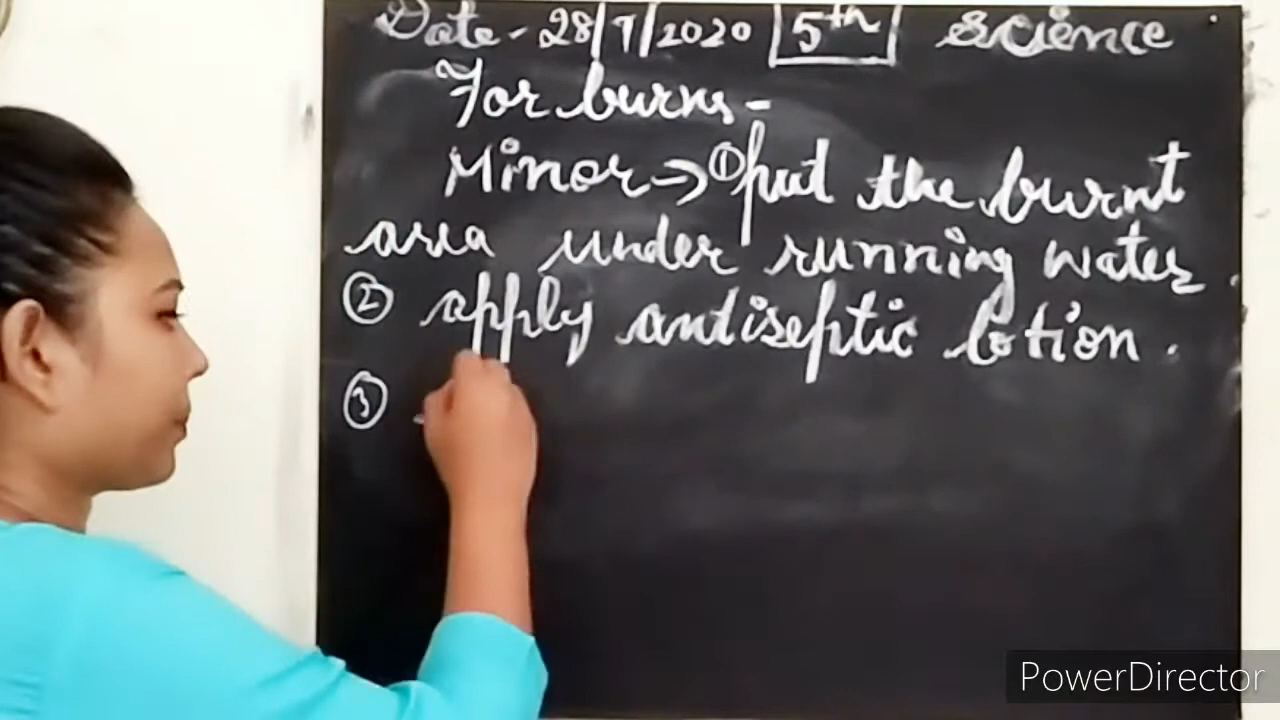 Date - 28/7/2020 5th Science
For burns -
Minor → ① put the burnt
area under running water.
② apply antiseptic lotion.
③
PowerDirector